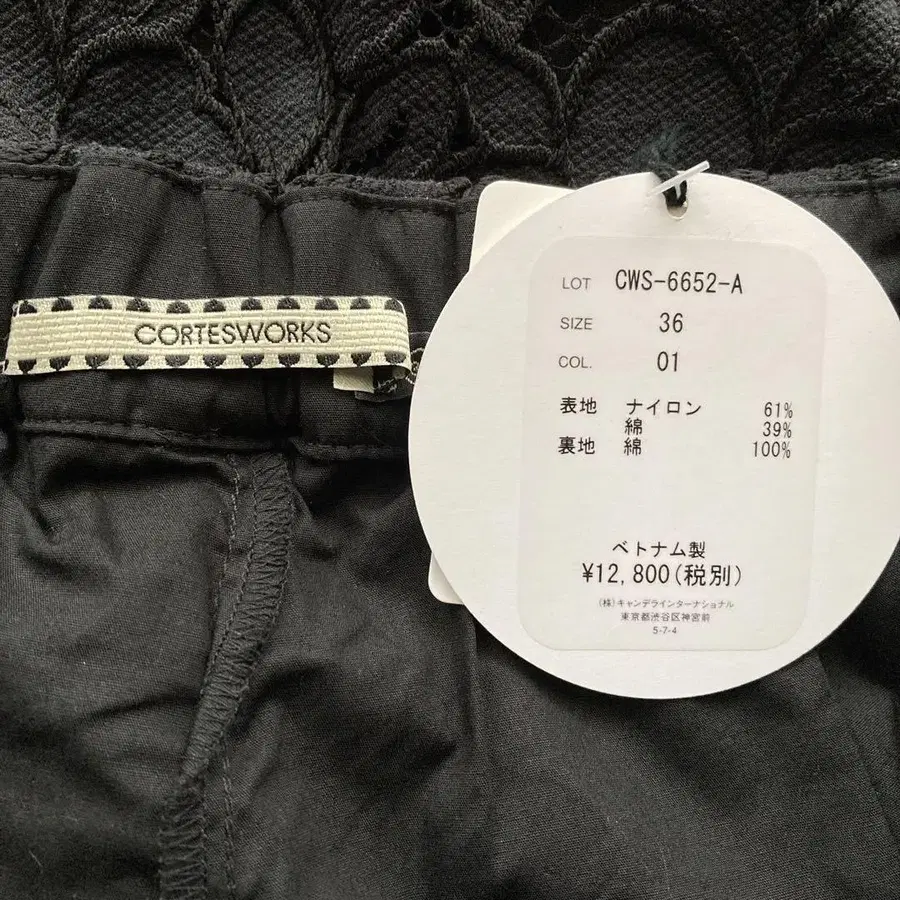 CORTESWORKS
LOT CWS-6652-A
SIZE 36
COL. 01
表地 ナイロン 61%
綿 39%
裏地 綿 100%
ベトナム製
¥12,800(税別)
(株)キャンデラインターナショナル
東京都渋谷区神宮前
5-7-4